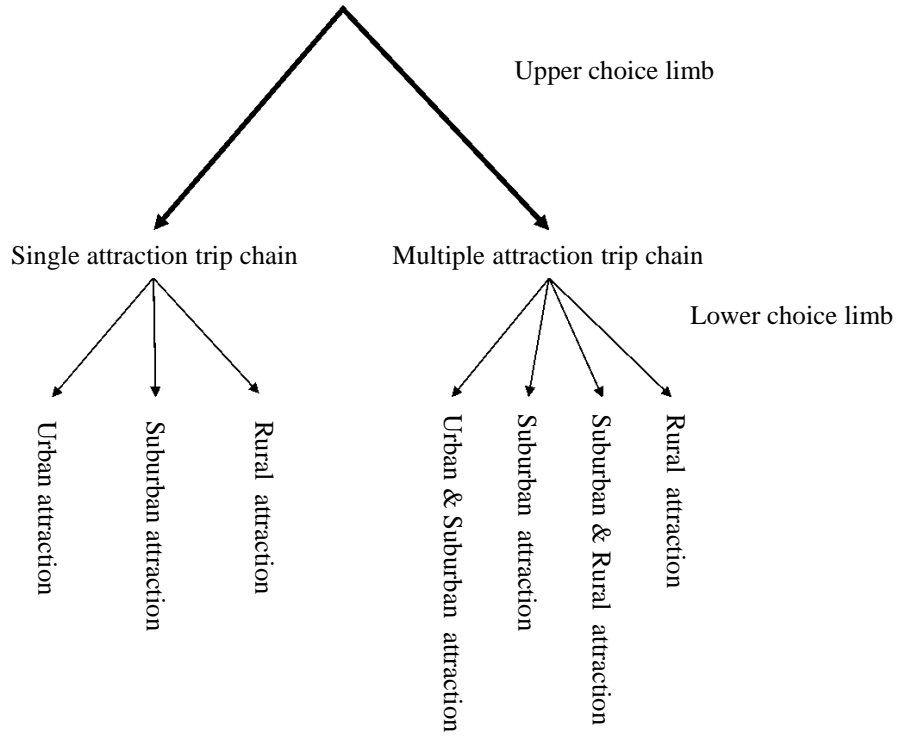 Upper choice limb
Single attraction trip chain
Multiple attraction trip chain
Lower choice limb
Urban attraction
Suburban attraction
Rural attraction
Urban & Suburban attraction
Suburban attraction
Suburban & Rural attraction
Rural attraction